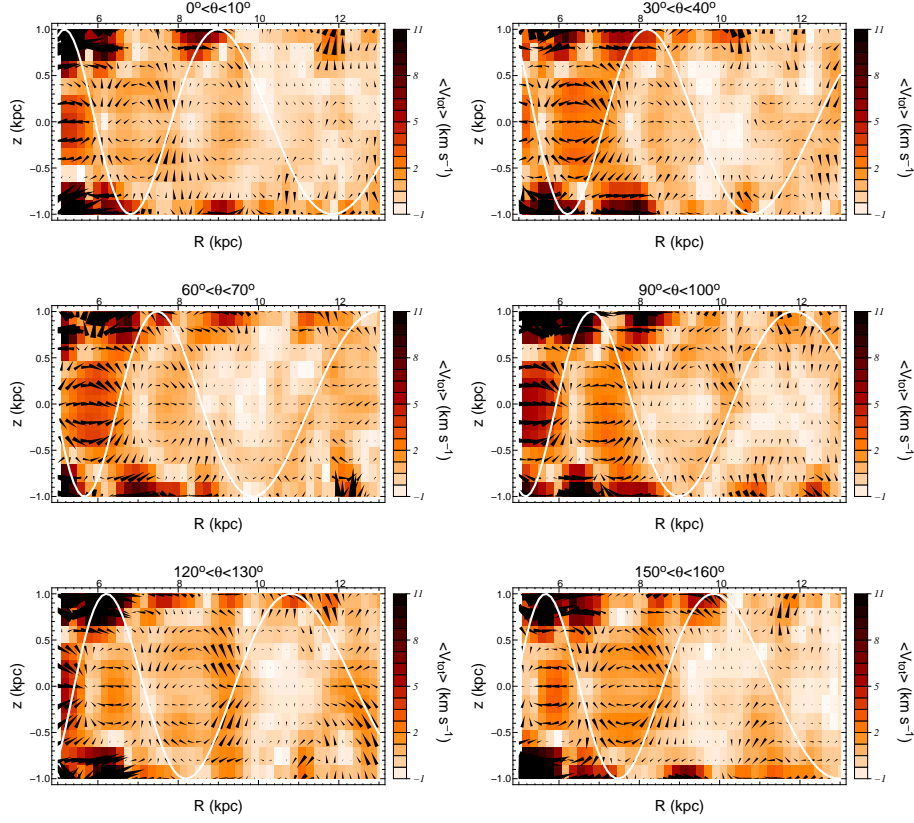 0°<θ<10°
6 8 10 12
1.0
0.5
0.0
−0.5
−1.0
z (kpc)
R (kpc)
11
8
5
2
−1
<V_tot> (km s⁻¹)
30°<θ<40°
6 8 10 12
1.0
0.5
0.0
−0.5
−1.0
z (kpc)
R (kpc)
11
8
5
2
−1
<V_tot> (km s⁻¹)
60°<θ<70°
6 8 10 12
1.0
0.5
0.0
−0.5
−1.0
z (kpc)
R (kpc)
11
8
5
2
−1
<V_tot> (km s⁻¹)
90°<θ<100°
6 8 10 12
1.0
0.5
0.0
−0.5
−1.0
z (kpc)
R (kpc)
11
8
5
2
−1
<V_tot> (km s⁻¹)
120°<θ<130°
6 8 10 12
1.0
0.5
0.0
−0.5
−1.0
z (kpc)
R (kpc)
11
8
5
2
−1
<V_tot> (km s⁻¹)
150°<θ<160°
6 8 10 12
1.0
0.5
0.0
−0.5
−1.0
z (kpc)
R (kpc)
11
8
5
2
−1
<V_tot> (km s⁻¹)